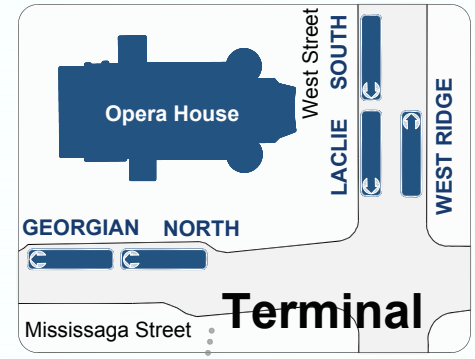 West Street
SOUTH
Opera House
LACLIE
WEST RIDGE
GEORGIAN
NORTH
Terminal
Mississaga Street